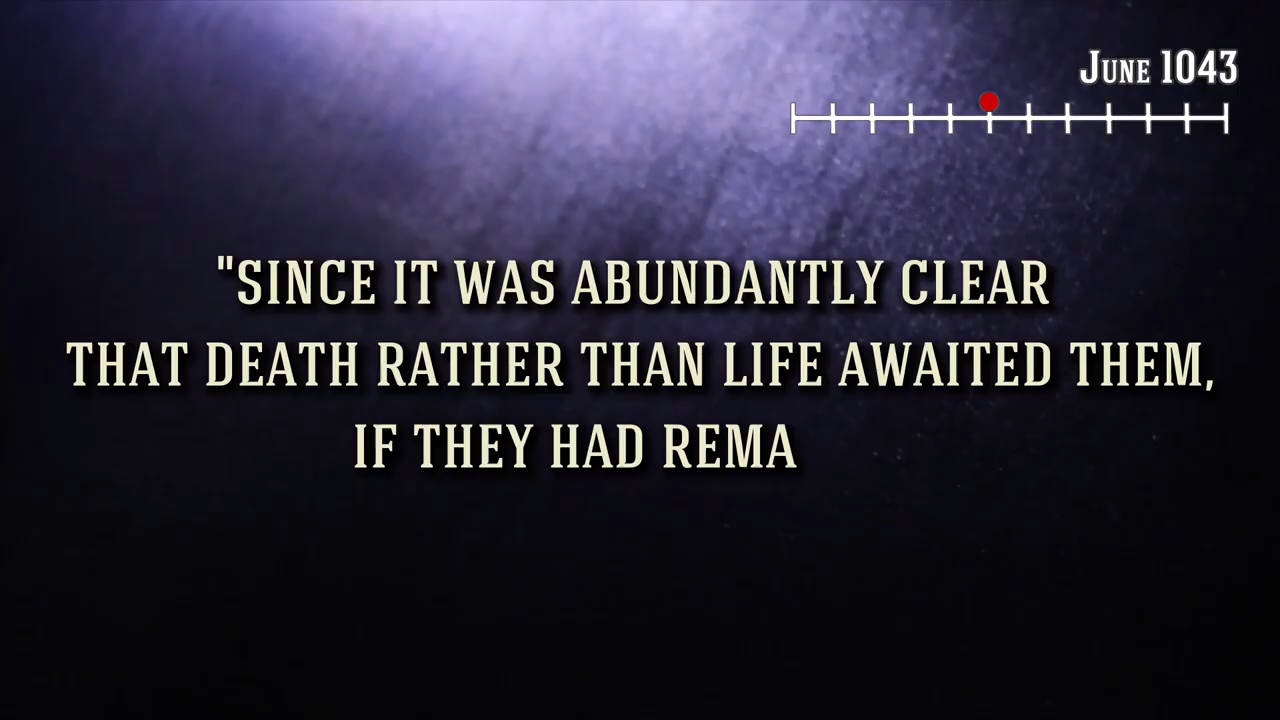 June 1043
"SINCE IT WAS ABUNDANTLY CLEAR
THAT DEATH RATHER THAN LIFE AWAITED THEM,
IF THEY HAD REMA